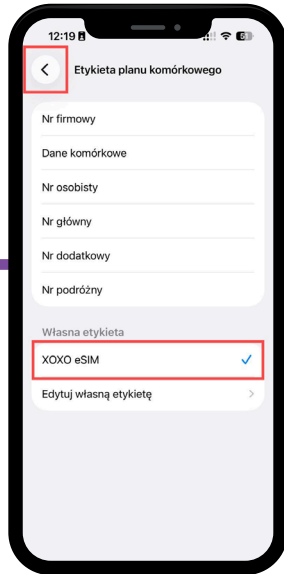 12:19
Etykieta planu komórkowego
Nr firmowy
Dane komórkowe
Nr osobisty
Nr główny
Nr dodatkowy
Nr podróżny
Własna etykieta
XOXO eSIM
Edytuj własną etykietę